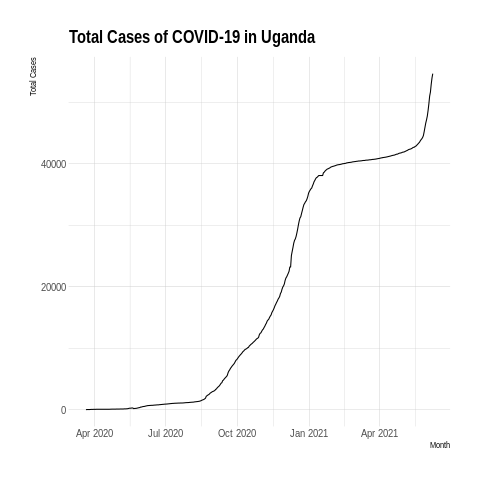 Total Cases of COVID-19 in Uganda
Total Cases
40000
20000
0
Apr 2020 Jul 2020 Oct 2020 Jan 2021 Apr 2021
Month